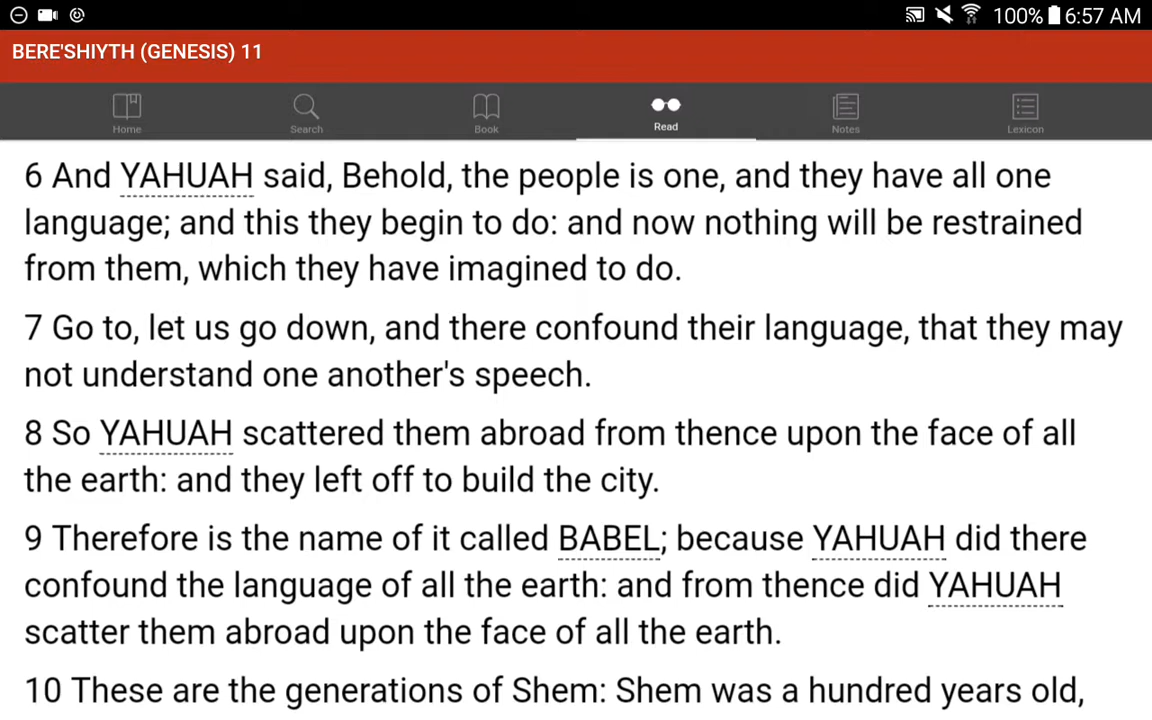 100% 6:57 AM
BERE'SHIYTH (GENESIS) 11
Home Search Book Read Notes Lexicon
6 And YAHUAH said, Behold, the people is one, and they have all one
language; and this they begin to do: and now nothing will be restrained
from them, which they have imagined to do.
7 Go to, let us go down, and there confound their language, that they may
not understand one another's speech.
8 So YAHUAH scattered them abroad from thence upon the face of all
the earth: and they left off to build the city.
9 Therefore is the name of it called BABEL; because YAHUAH did there
confound the language of all the earth: and from thence did YAHUAH
scatter them abroad upon the face of all the earth.
10 These are the generations of Shem: Shem was a hundred years old,